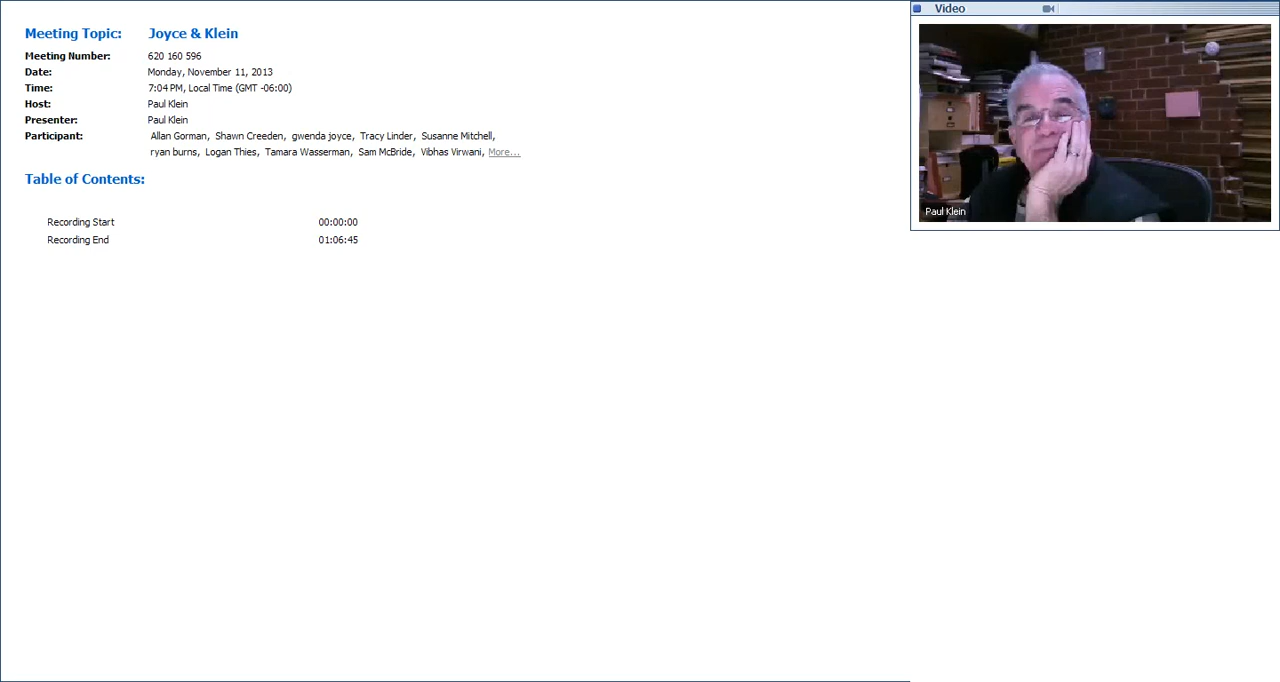 Meeting Topic: Joyce & Klein
Meeting Number: 620 160 596
Date: Monday, November 11, 2013
Time: 7:04 PM, Local Time (GMT -06:00)
Host: Paul Klein
Presenter: Paul Klein
Participant: Allan Gorman, Shawn Creeden, gwenda joyce, Tracy Linder, Susanne Mitchell,
ryan burns, Logan Thies, Tamara Wasserman, Sam McBride, Vibhas Virwani, More...
Table of Contents:
Recording Start 00:00:00
Recording End 01:06:45
Video
Paul Klein